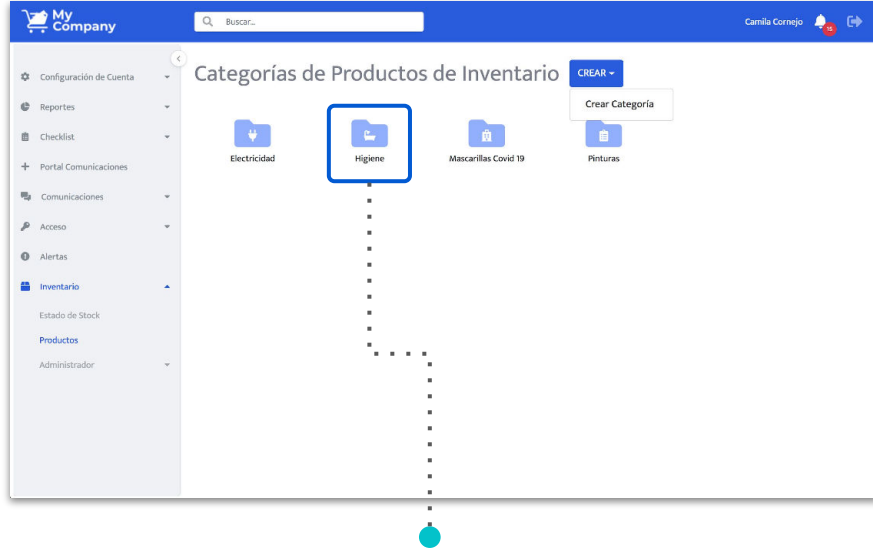 My
Company
Buscar..
Camila Cornejo
15
Configuración de Cuenta
Reportes
Checklist
Portal Comunicaciones
Comunicaciones
Acceso
Alertas
Inventario
Estado de Stock
Productos
Administrador
Categorías de Productos de Inventario
CREAR
Crear Categoría
Electricidad
Higiene
Mascarillas Covid 19
Pinturas